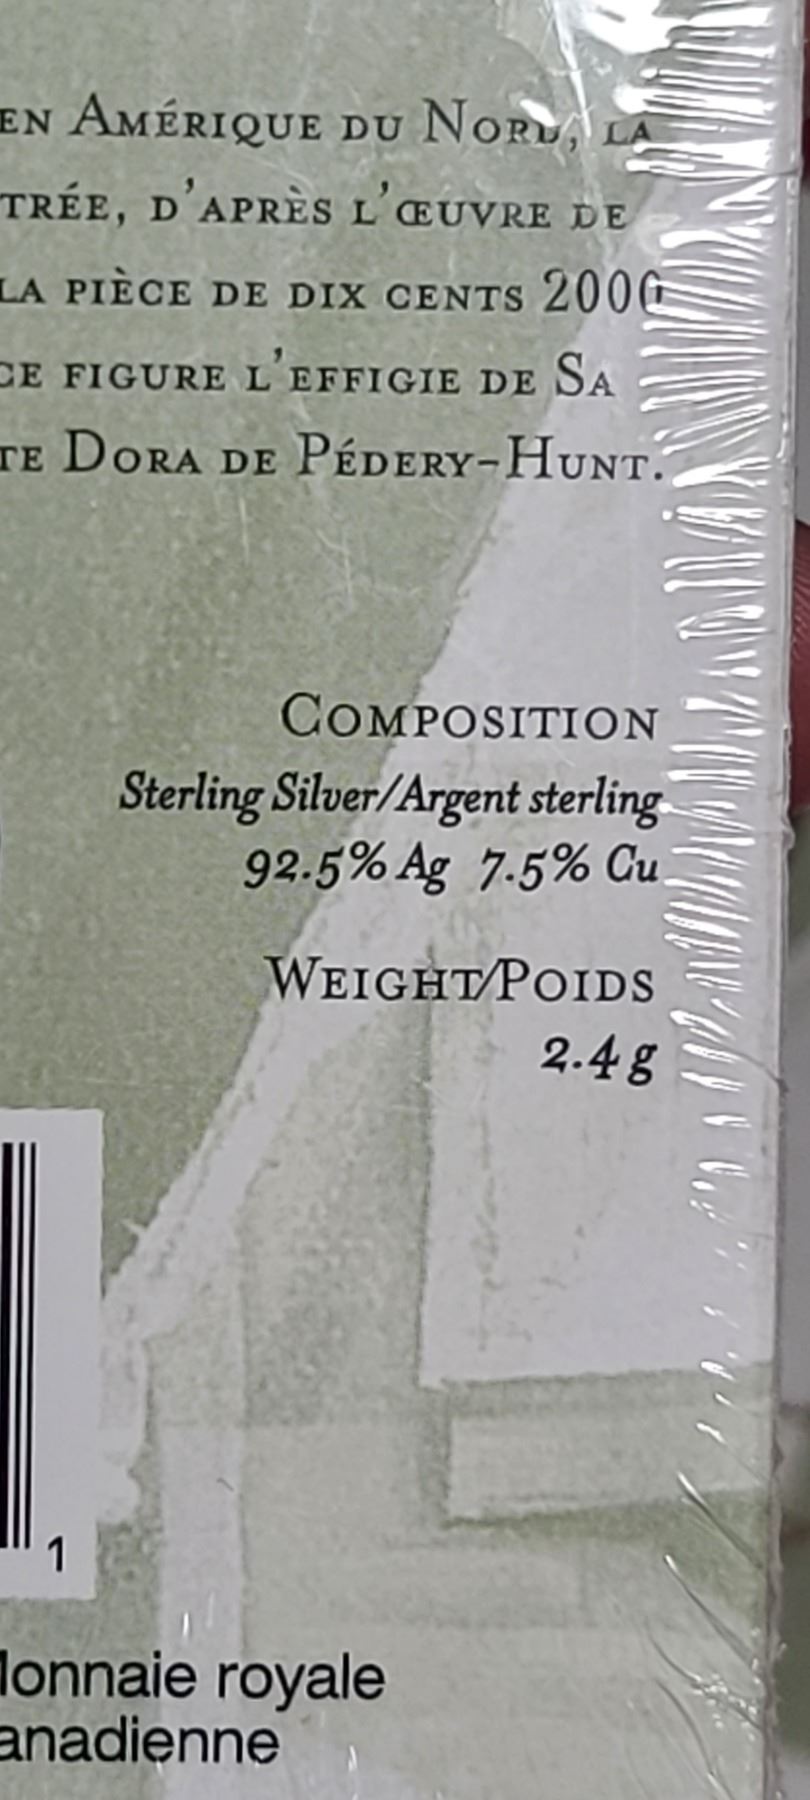 EN AMÉRIQUE DU NORD, LA
TRÉE, D'APRÈS L'ŒUVRE DE
LA PIÈCE DE DIX CENTS 2000
CE FIGURE L'EFFIGIE DE SA
TE DORA DE PÉDERY-HUNT.
COMPOSITION
Sterling Silver/Argent sterling
92.5% Ag 7.5% Cu
WEIGHT/POIDS
2.4 g
1
onnaie royale
anadienne